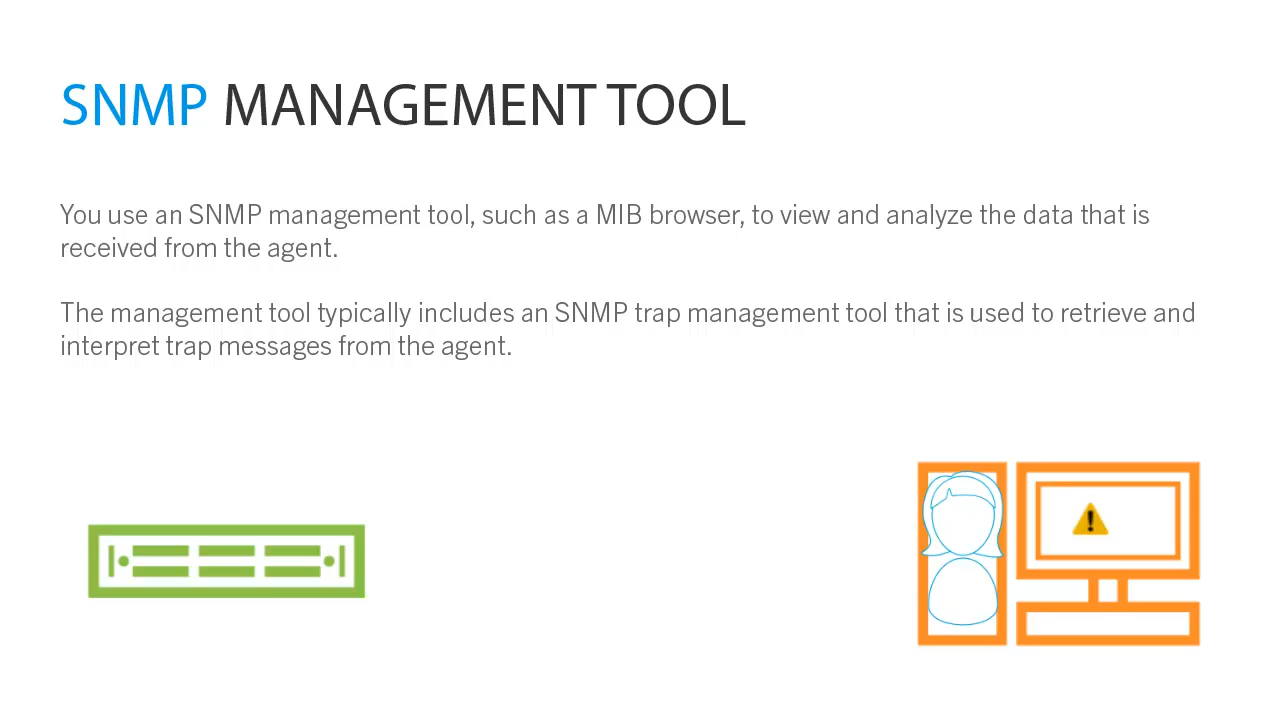 SNMP MANAGEMENT TOOL
You use an SNMP management tool, such as a MIB browser, to view and analyze the data that is
received from the agent.
The management tool typically includes an SNMP trap management tool that is used to retrieve and
interpret trap messages from the agent.